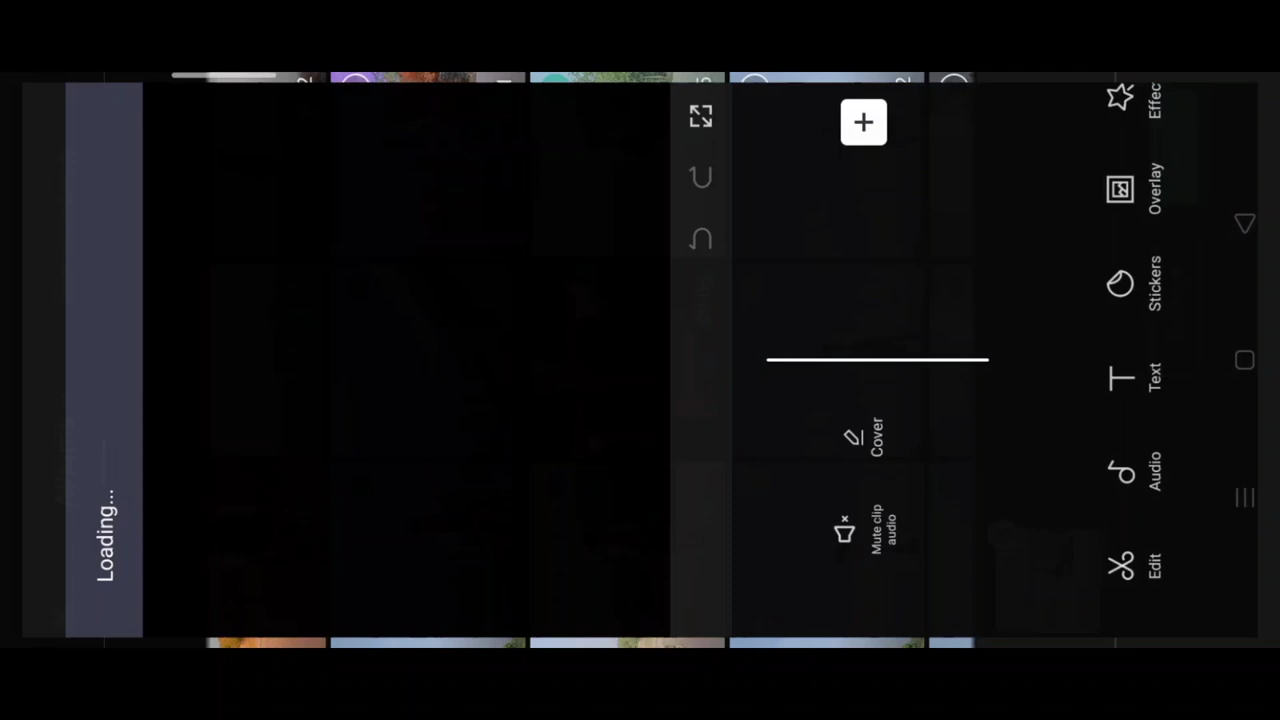 Loading...
Cover
Mute clip
audio
Edit
Audio
Text
Stickers
Overlay
Effec